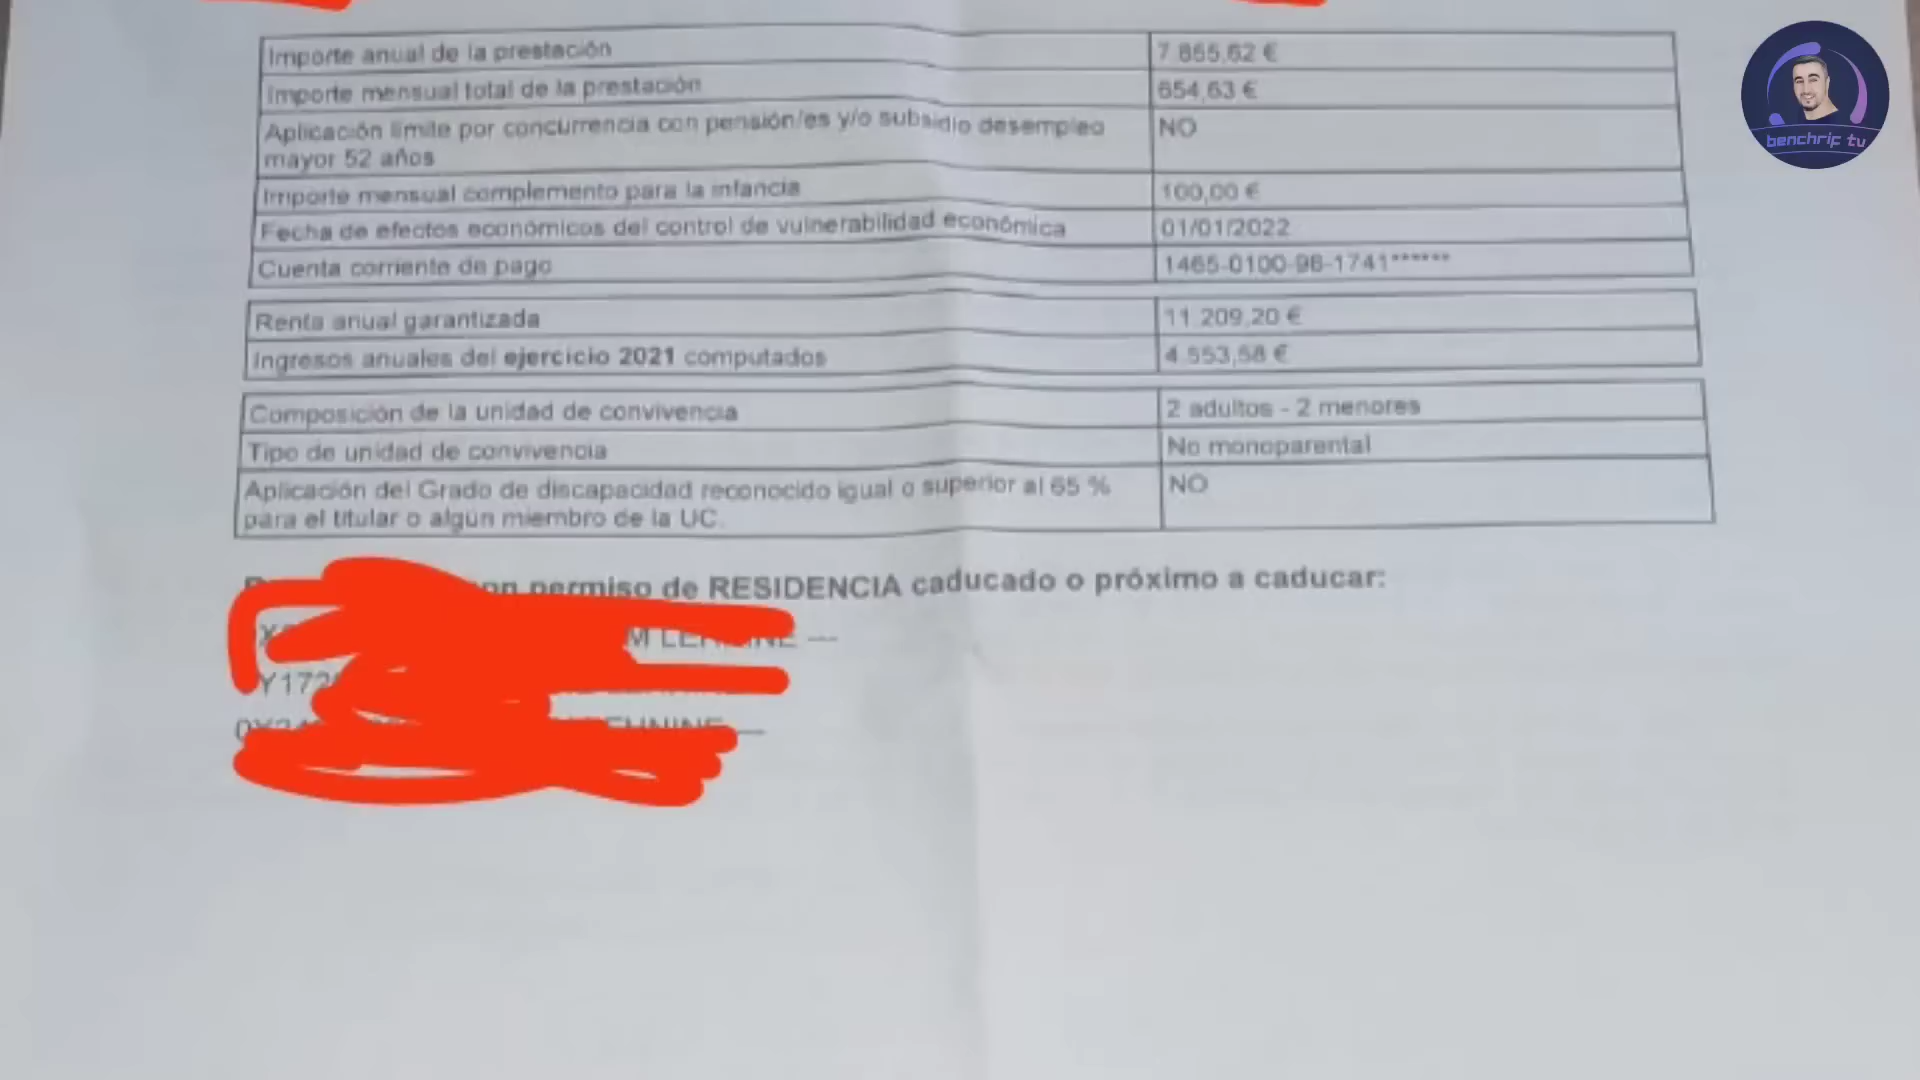 Importe anual de la prestación 7.855,62 €
Importe mensual total de la prestación 654,63 €
Aplicación límite por concurrencia con pensión/es y/o subsidio desempleo NO
mayor 52 años
Importe mensual complemento para la infancia 100,00 €
Fecha de efectos económicos del control de vulnerabilidad económica 01/01/2022
Cuenta corriente de pago 1465-0100-98-1741******
Renta anual garantizada 11.209,20 €
Ingresos anuales del ejercicio 2021 computados 4.553,58 €
Composición de la unidad de convivencia 2 adultos - 2 menores
Tipo de unidad de convivencia No monoparental
Aplicación del Grado de discapacidad reconocido igual o superior al 65 % NO
para el titular o algún miembro de la UC.
permiso de RESIDENCIA caducado o próximo a caducar:
benchrif tv